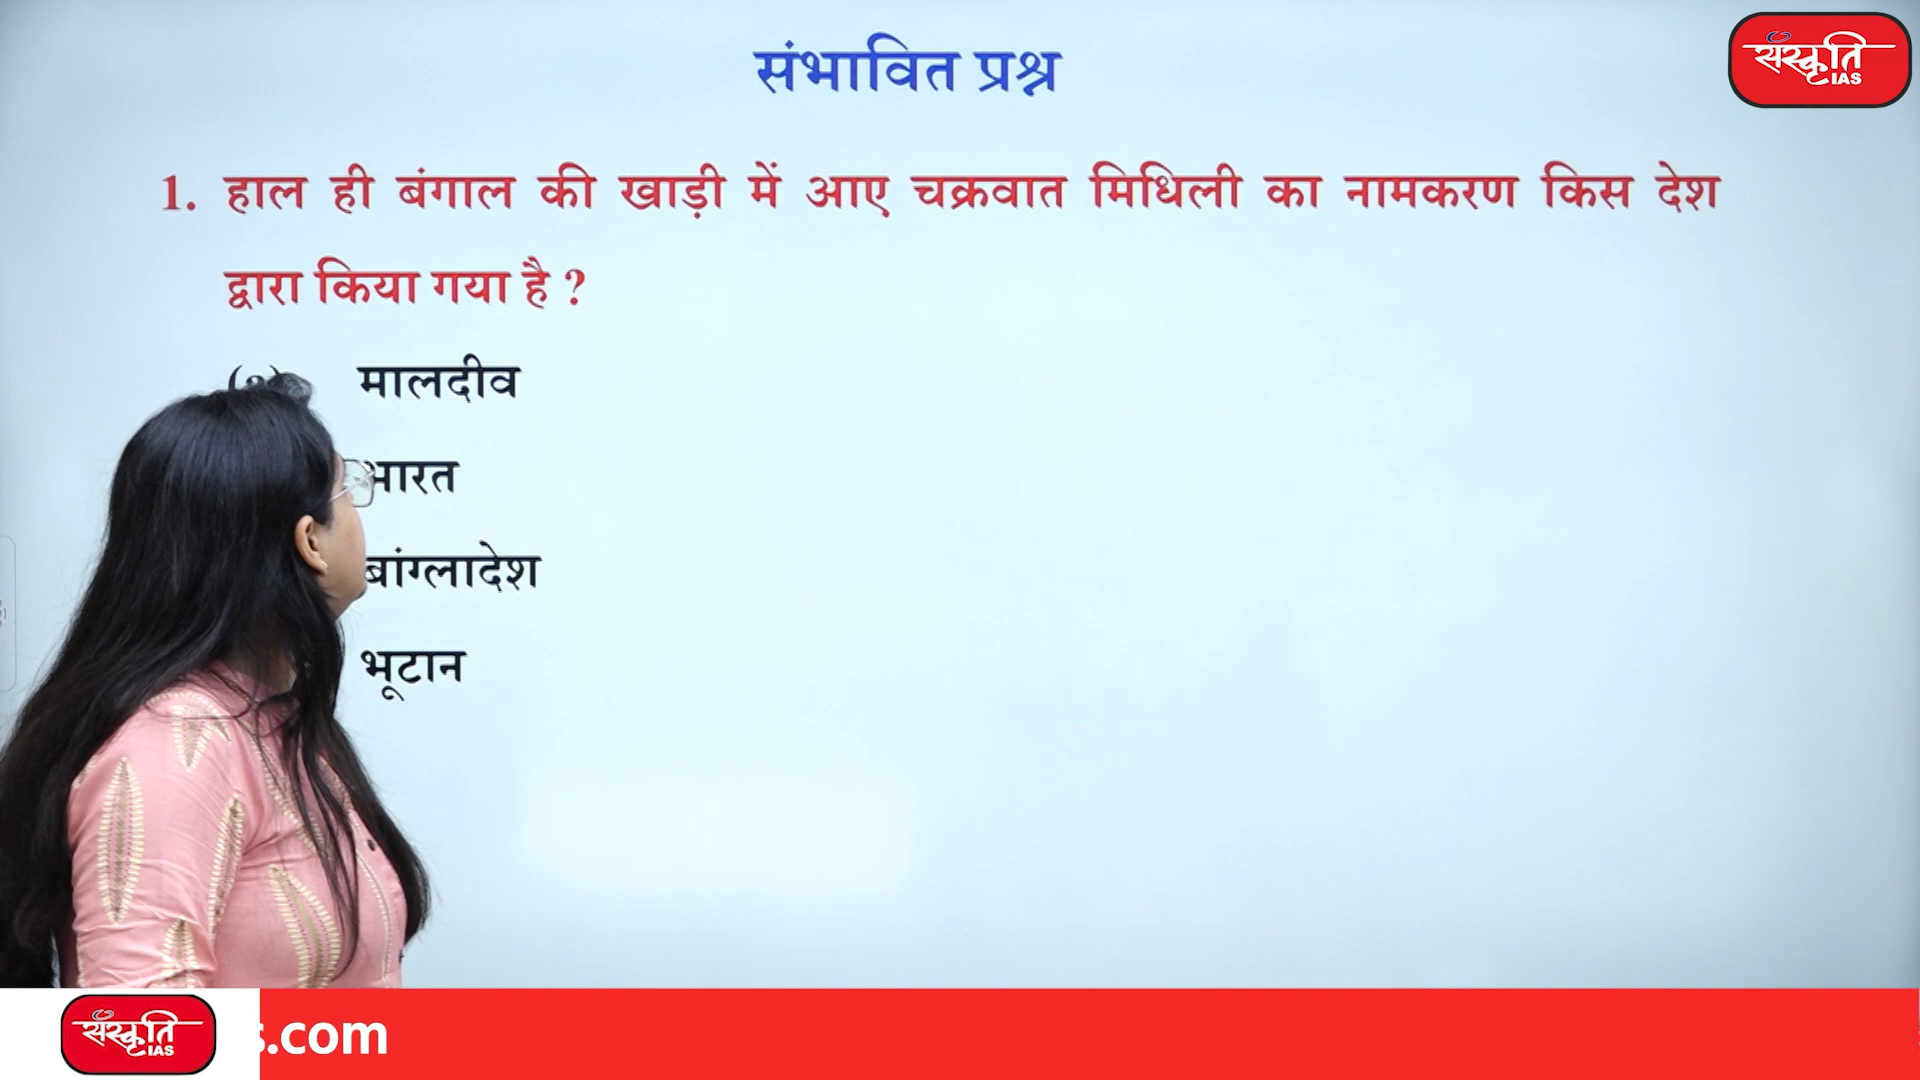 संभावित प्रश्न
संस्कृति
IAS
1. हाल ही बंगाल की खाड़ी में आए चक्रवात मिधिली का नामकरण किस देश
द्वारा किया गया है ?
मालदीव
भारत
बांग्लादेश
भूटान
संस्कृति
IAS
s.com